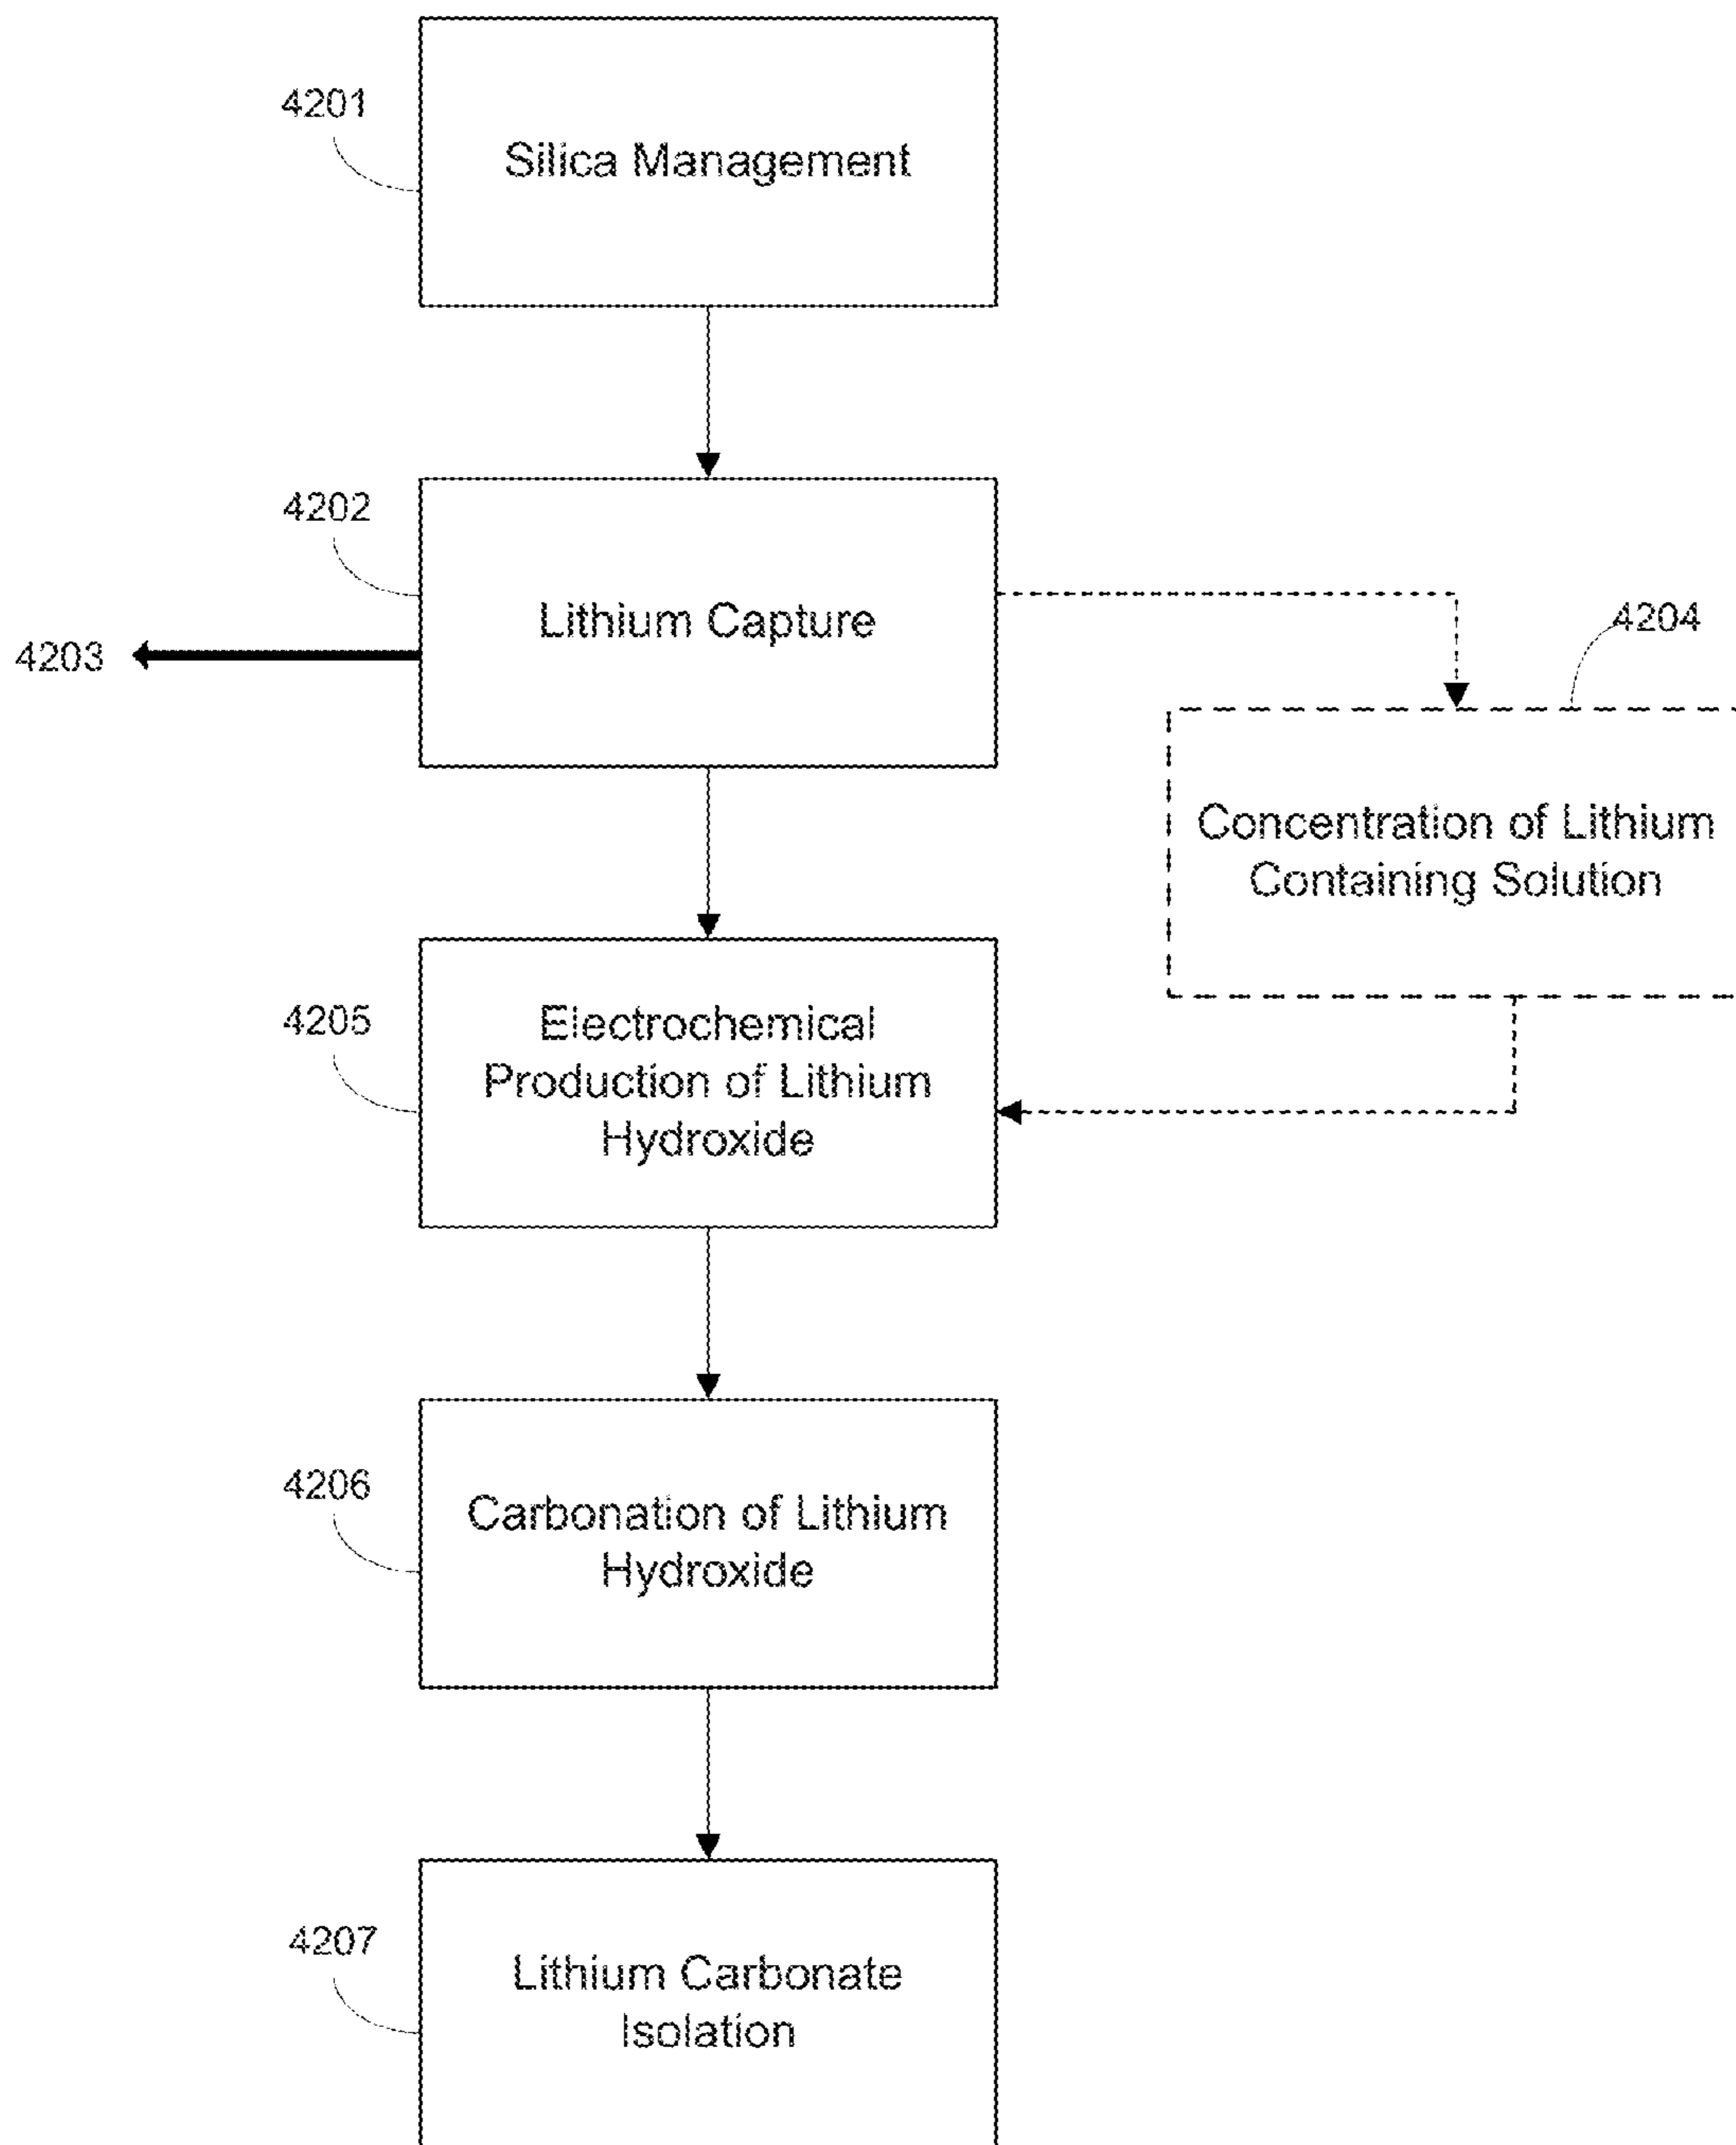 4201
Silica Management
4202
Lithium Capture
4203
4204
Concentration of Lithium
Containing Solution
4205
Electrochemical
Production of Lithium
Hydroxide
4206
Carbonation of Lithium
Hydroxide
4207
Lithium Carbonate
Isolation